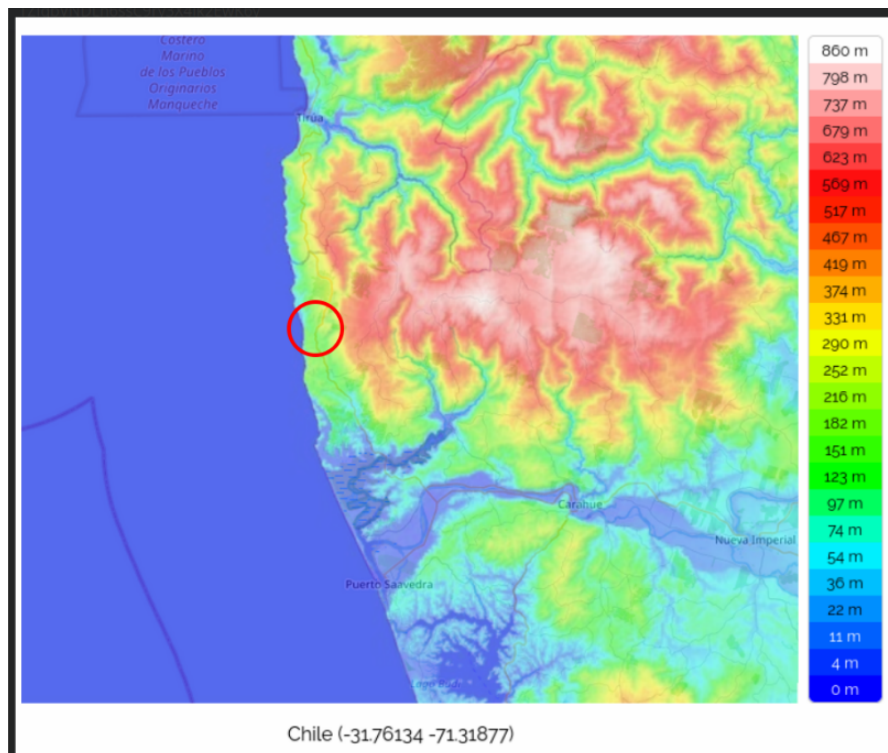 Costero
Marino
de los Pueblos
Originarios
Manqueche
Tirúa
Carahue
Nueva Imperial
Puerto Saavedra
860 m
798 m
737 m
679 m
623 m
569 m
517 m
467 m
419 m
374 m
331 m
290 m
252 m
216 m
182 m
151 m
123 m
97 m
74 m
54 m
36 m
22 m
11 m
4 m
0 m
Chile (-31.76134 -71.31877)